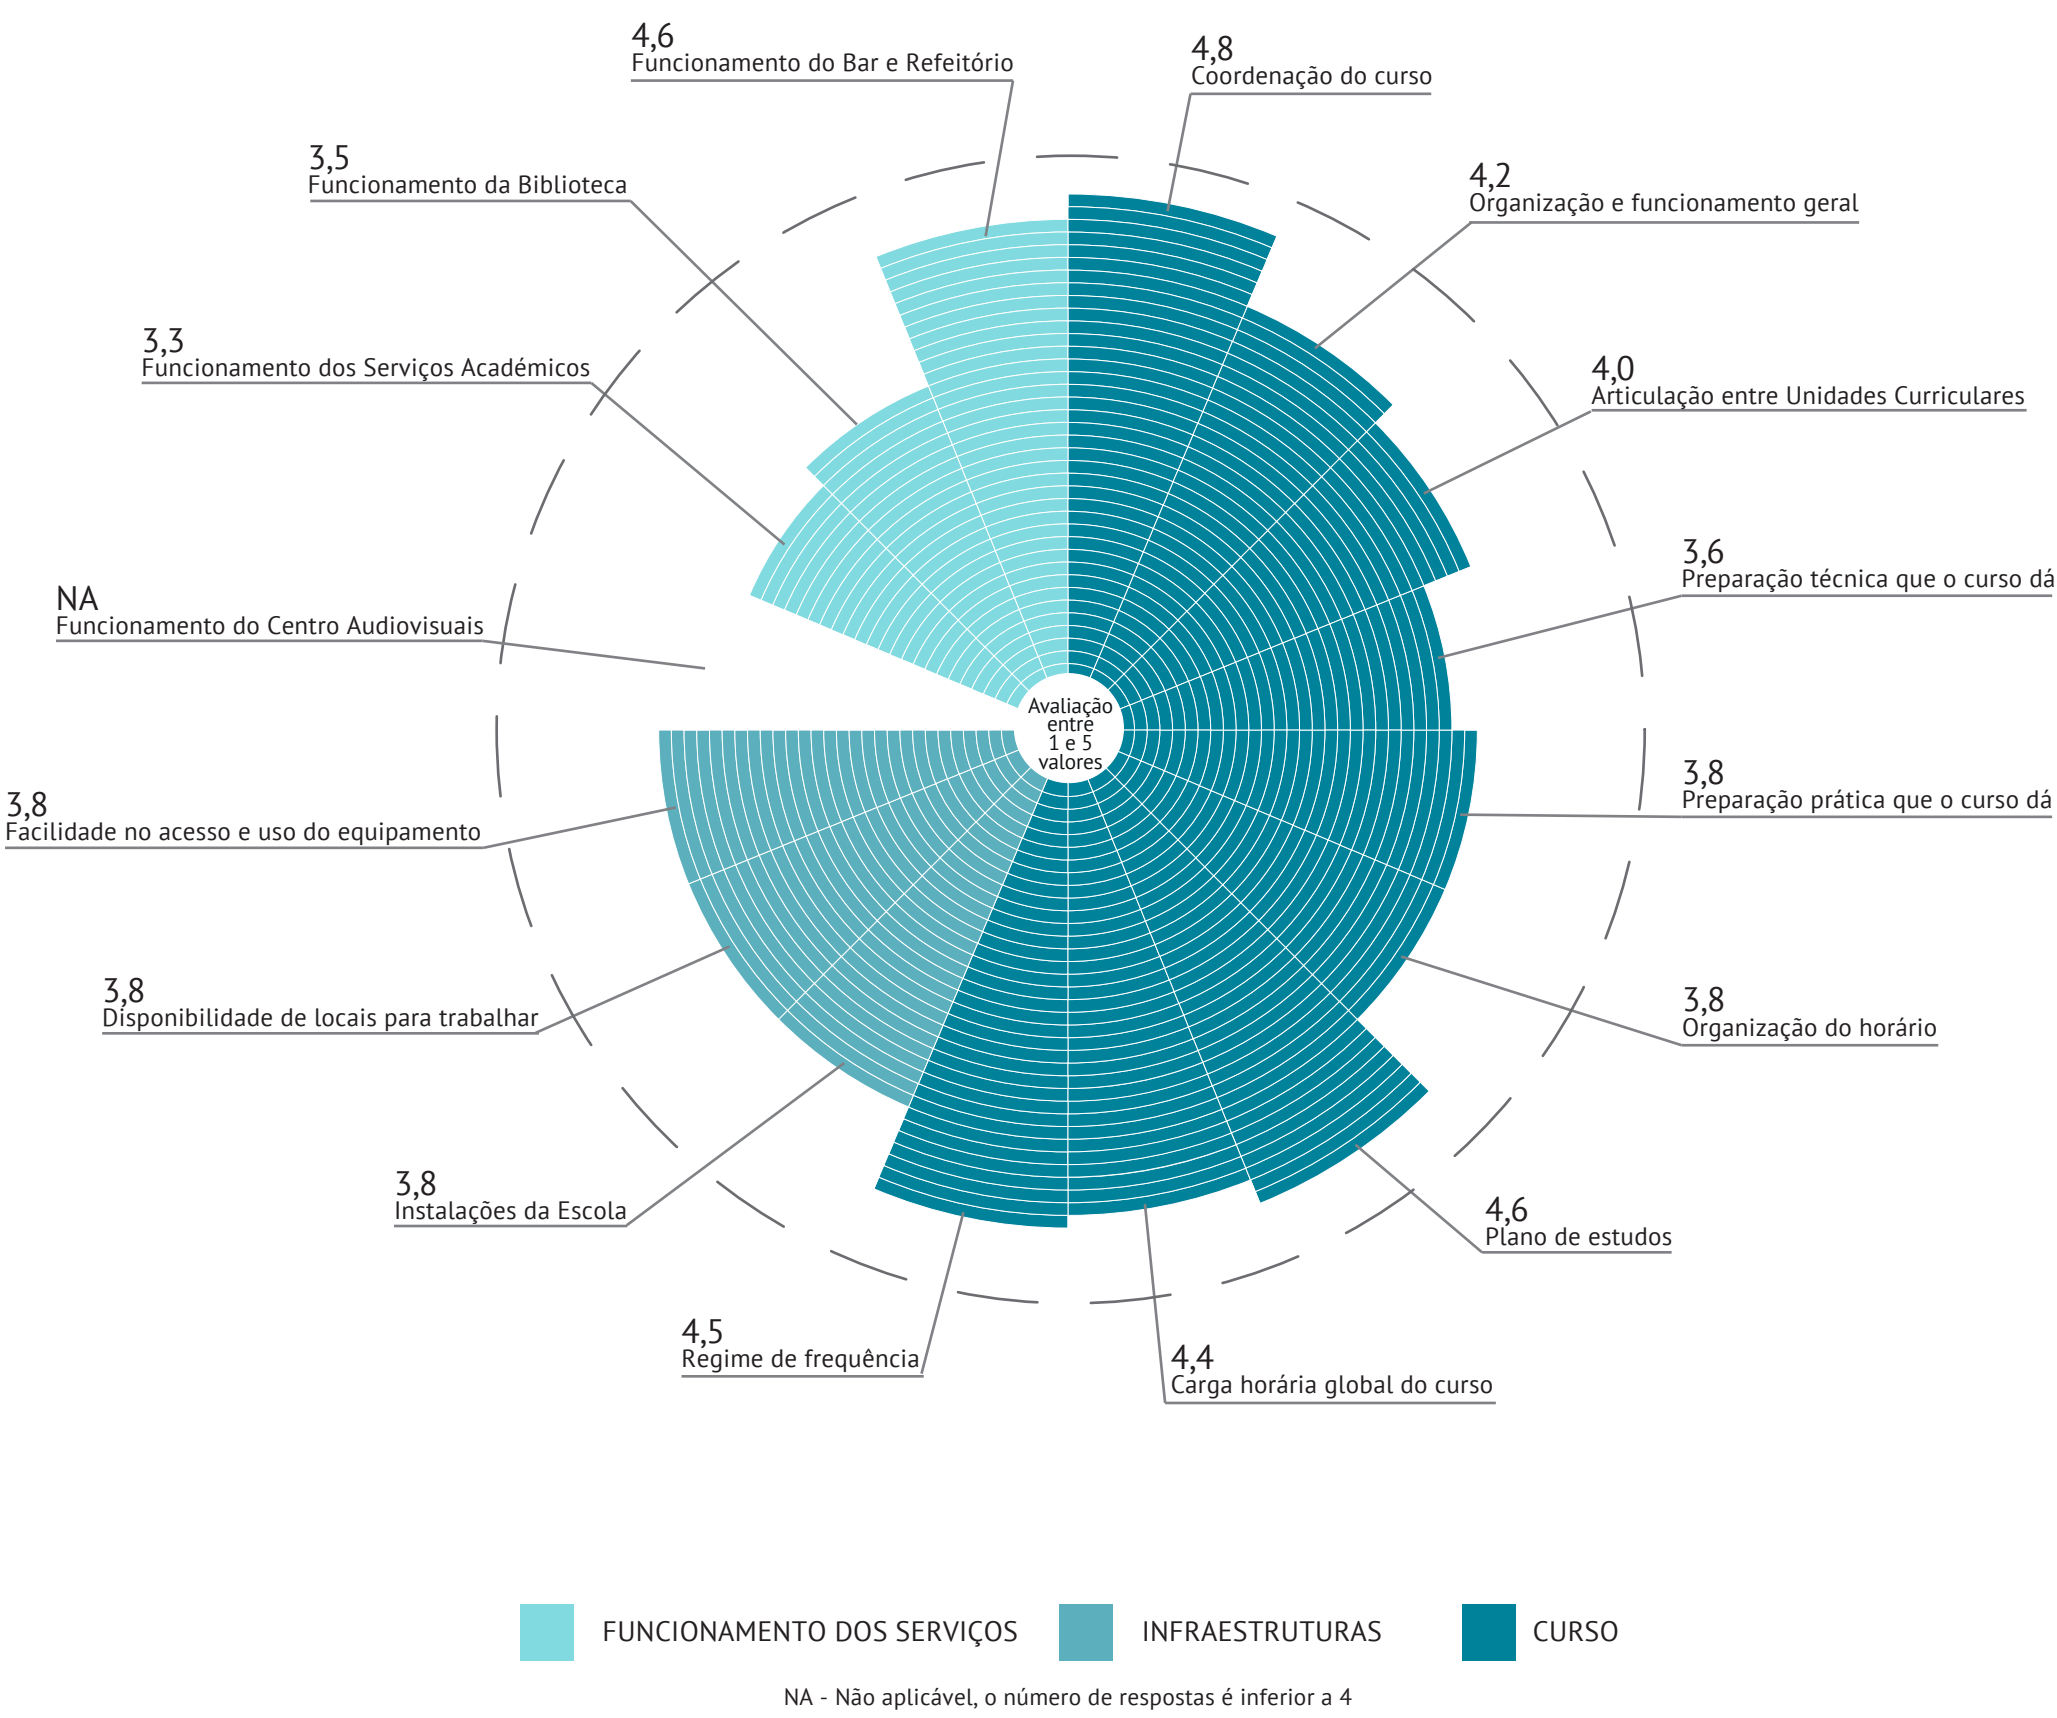 4,6
Funcionamento do Bar e Refeitório
4,8
Coordenação do curso
3,5
Funcionamento da Biblioteca
4,2
Organização e funcionamento geral
3,3
Funcionamento dos Serviços Académicos
4,0
Articulação entre Unidades Curriculares
3,6
Preparação técnica que o curso dá
NA
Funcionamento do Centro Audiovisuais
Avaliação
entre
1 e 5
valores
3,8
Preparação prática que o curso dá
3,8
Facilidade no acesso e uso do equipamento
3,8
Disponibilidade de locais para trabalhar
3,8
Organização do horário
3,8
Instalações da Escola
4,6
Plano de estudos
4,5
Regime de frequência
4,4
Carga horária global do curso
FUNCIONAMENTO DOS SERVIÇOS
INFRAESTRUTURAS
CURSO
NA - Não aplicável, o número de respostas é inferior a 4